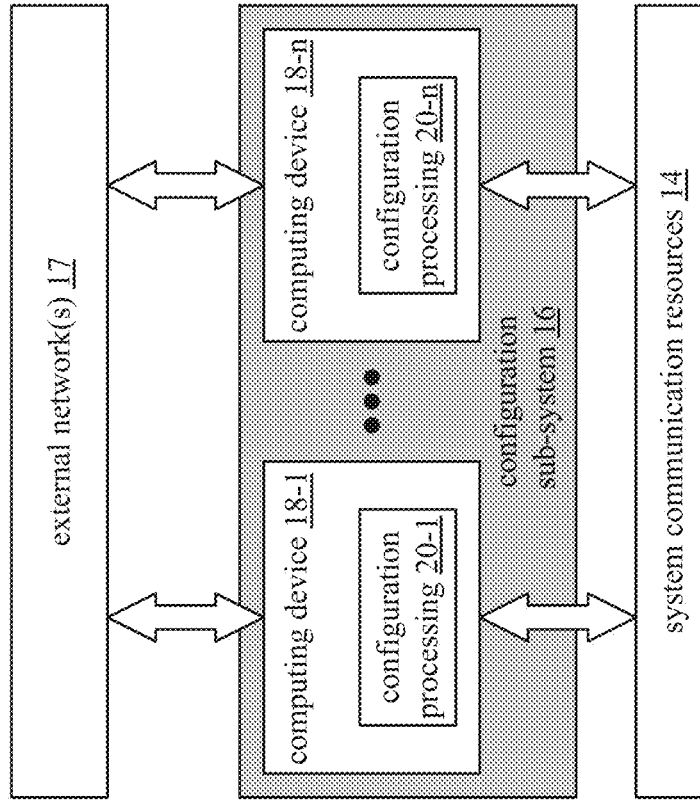 external network(s) 17
computing device 18-1
configuration
processing 20-1
computing device 18-n
configuration
processing 20-n
configuration
sub-system 16
system communication resources 14